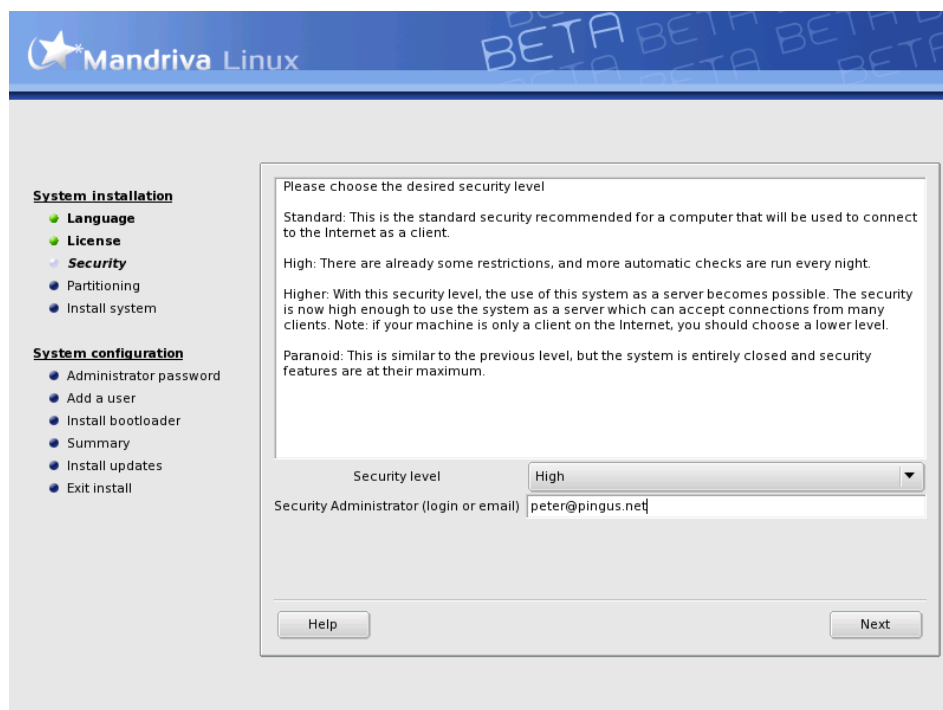 Mandriva Linux
BETA BETA BETA
BETA BETA BETA BETA
System installation
Language
License
Security
Partitioning
Install system
System configuration
Administrator password
Add a user
Install bootloader
Summary
Install updates
Exit install
Please choose the desired security level
Standard: This is the standard security recommended for a computer that will be used to connect
to the Internet as a client.
High: There are already some restrictions, and more automatic checks are run every night.
Higher: With this security level, the use of this system as a server becomes possible. The security
is now high enough to use the system as a server which can accept connections from many
clients. Note: if your machine is only a client on the Internet, you should choose a lower level.
Paranoid: This is similar to the previous level, but the system is entirely closed and security
features are at their maximum.
Security level High
Security Administrator (login or email) peter@pingus.net
Help Next